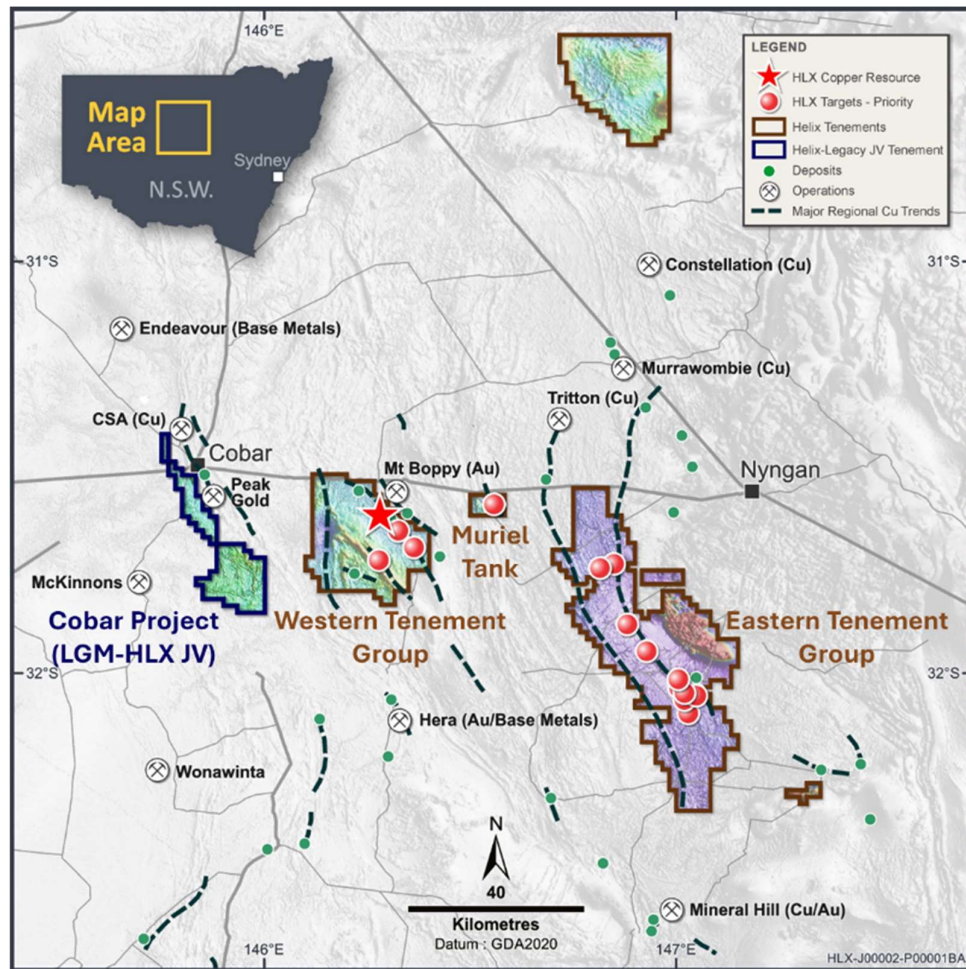 146°E
Map
Area
Sydney
N.S.W.
LEGEND
HLX Copper Resource
HLX Targets - Priority
Helix Tenements
Helix-Legacy JV Tenement
Deposits
Operations
Major Regional Cu Trends
31°S
31°S
Constellation (Cu)
Endeavour (Base Metals)
Murrawombie (Cu)
Tritton (Cu)
CSA (Cu)
Cobar
Mt Boppy (Au)
Nyngan
Peak
Gold
Muriel
Tank
McKinnons
Cobar Project
(LGM-HLX JV)
Western Tenement
Group
Eastern Tenement
Group
32°S
32°S
Hera (Au/Base Metals)
Wonawinta
N
40
Kilometres
Datum : GDA2020
Mineral Hill (Cu/Au)
146°E
147°E
HLX-J00002-P00001BA